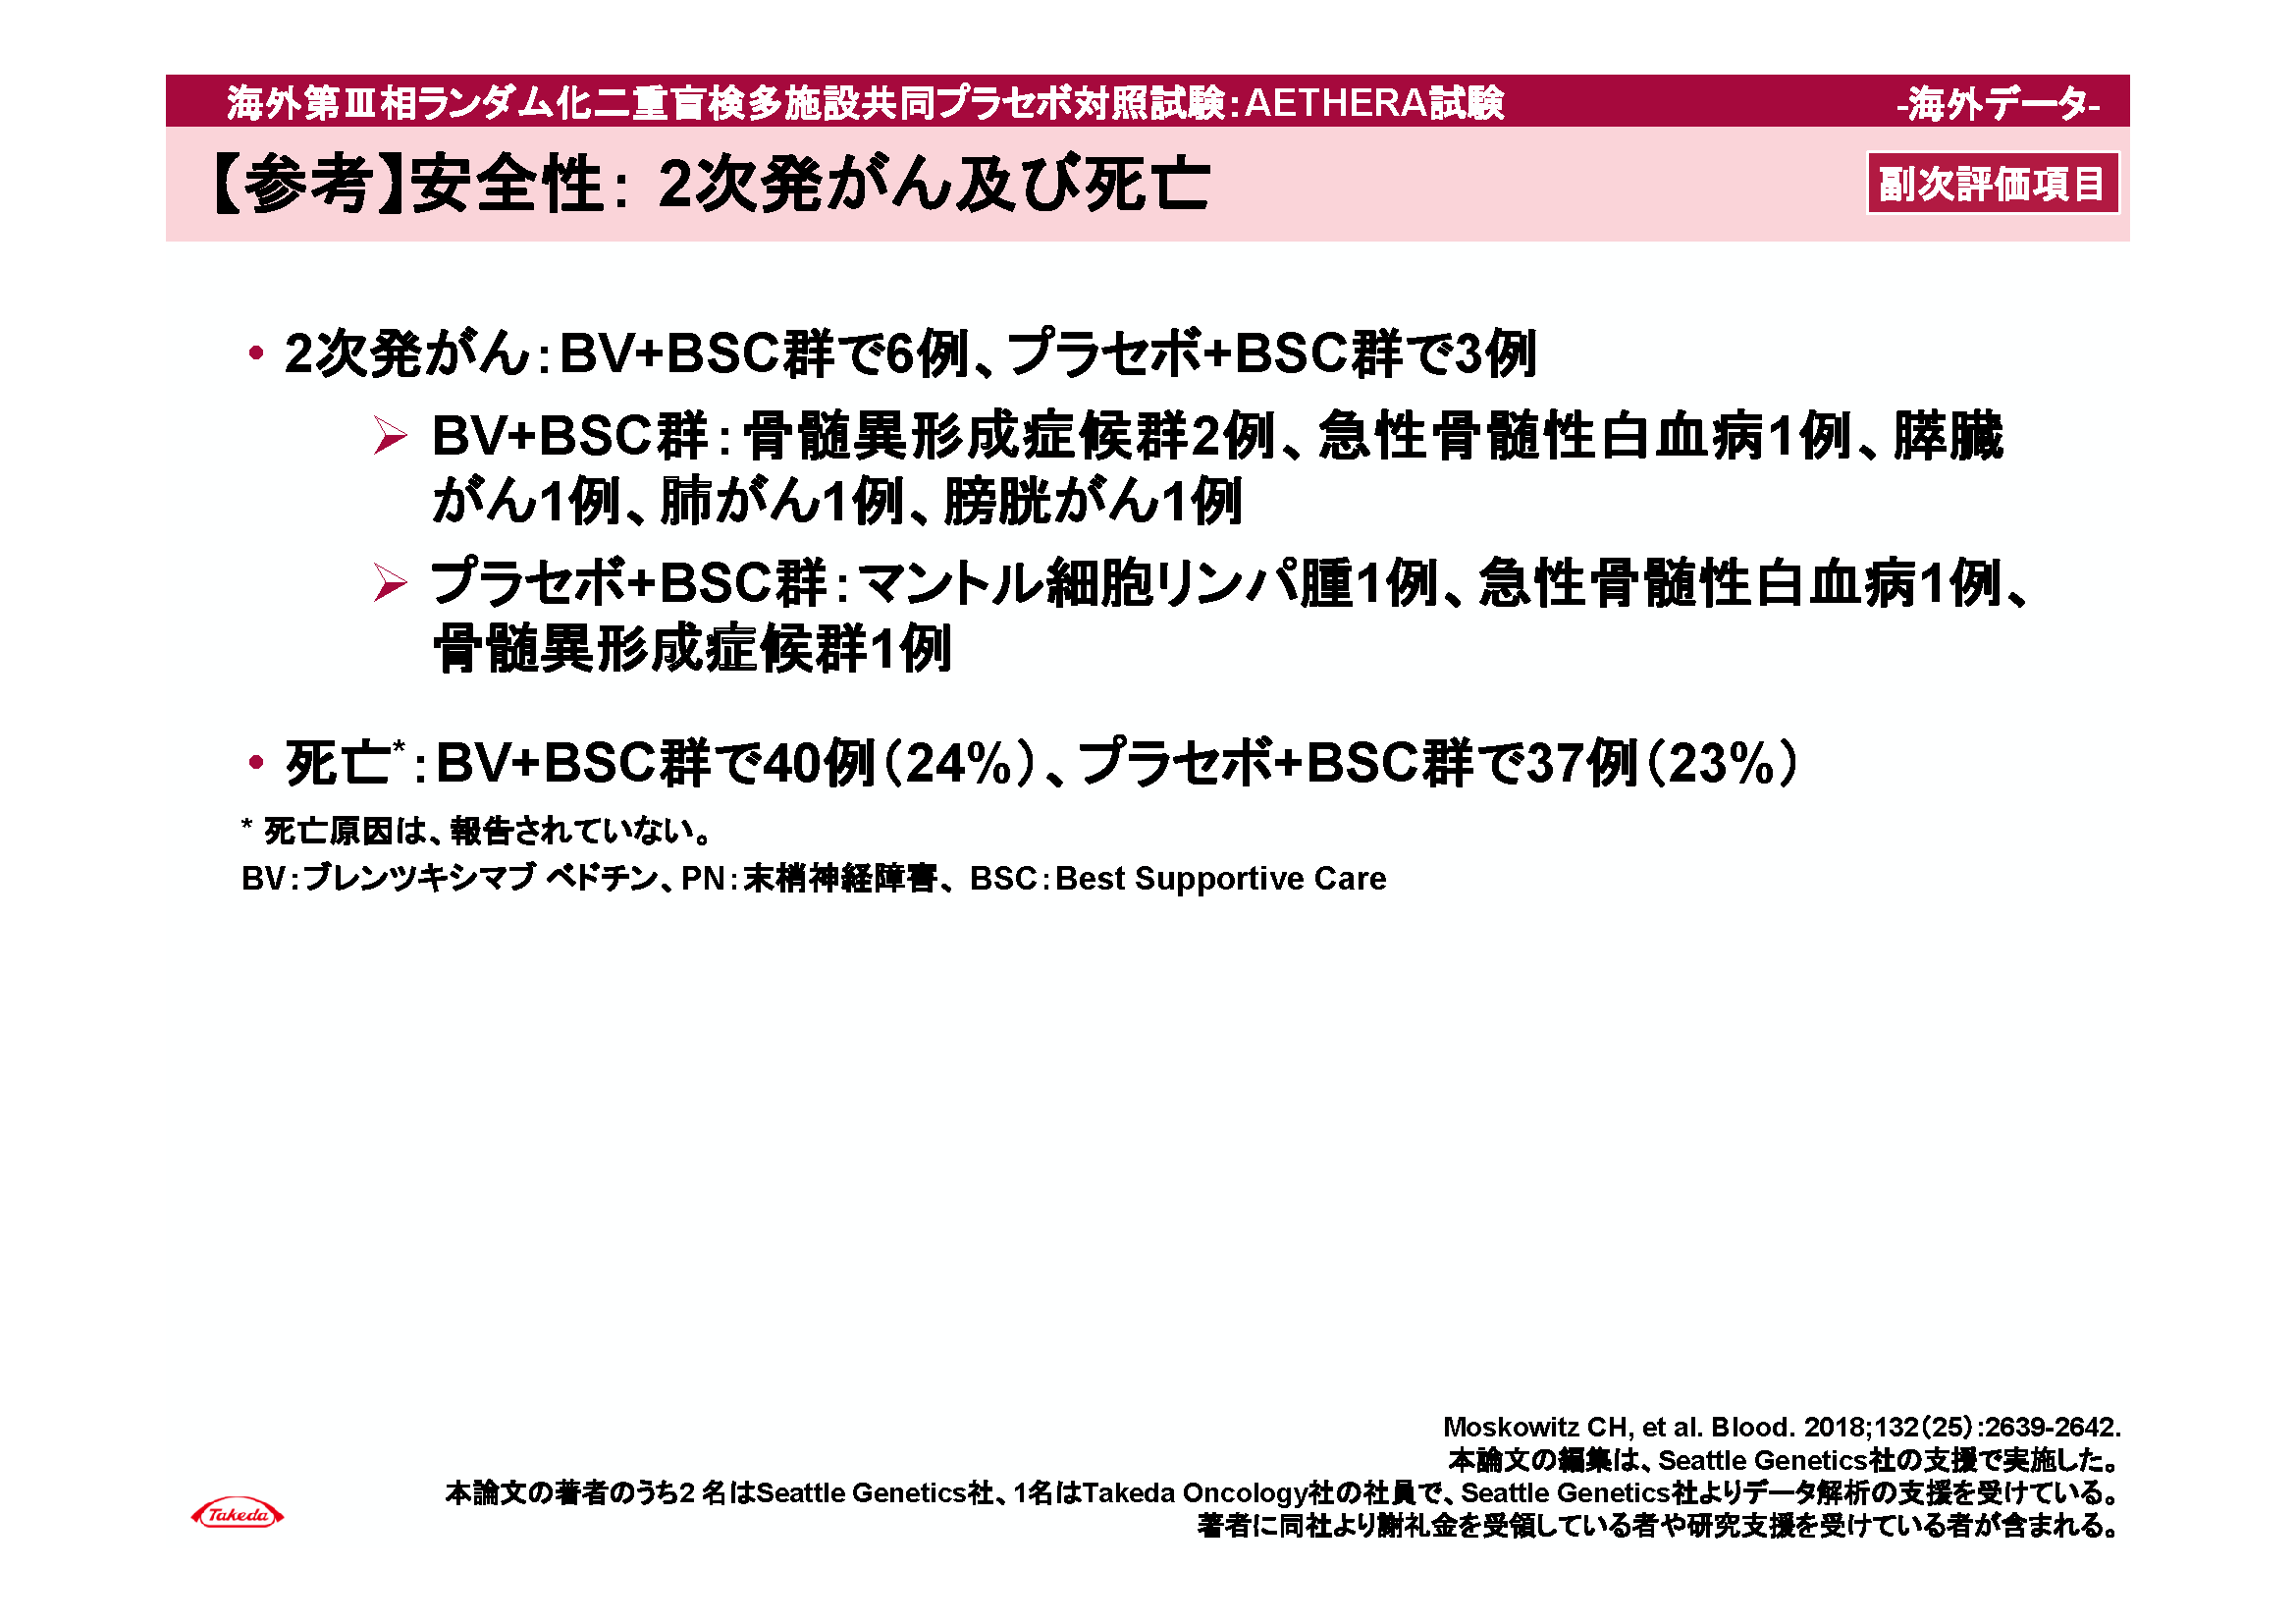 海外第Ⅲ相ランダム化二重盲検多施設共同プラセボ対照試験：AETHERA試験
-海外データ-
【参考】安全性： 2次発がん及び死亡
副次評価項目
• 2次発がん：BV+BSC群で6例、プラセボ+BSC群で3例
➢ BV+BSC群：骨髄異形成症候群2例、急性骨髄性白血病1例、膵臓
がん1例、肺がん1例、膀胱がん1例
➢ プラセボ+BSC群：マントル細胞リンパ腫1例、急性骨髄性白血病1例、
骨髄異形成症候群1例
• 死亡*：BV+BSC群で40例（24%）、プラセボ+BSC群で37例（23%）
* 死亡原因は、報告されていない。
BV：ブレンツキシマブ ベドチン、PN：末梢神経障害、BSC：Best Supportive Care
Moskowitz CH, et al. Blood. 2018;132（25）:2639-2642.
本論文の編集は、Seattle Genetics社の支援で実施した。
本論文の著者のうち2 名はSeattle Genetics社、1名はTakeda Oncology社の社員で、Seattle Genetics社よりデータ解析の支援を受けている。
著者に同社より謝礼金を受領している者や研究支援を受けている者が含まれる。
Takeda